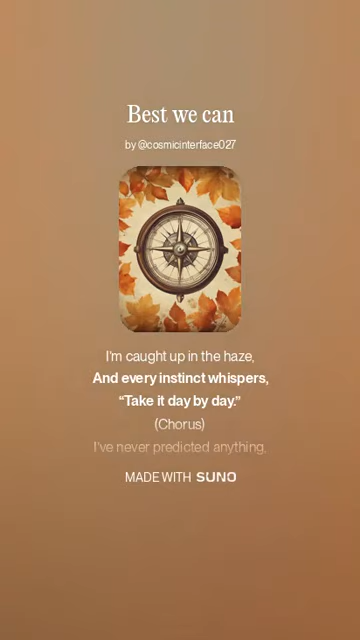 Best we can
by @cosmicinterface027
I'm caught up in the haze,
And every instinct whispers,
“Take it day by day.”
(Chorus)
I've never predicted anything,
MADE WITH SUNO